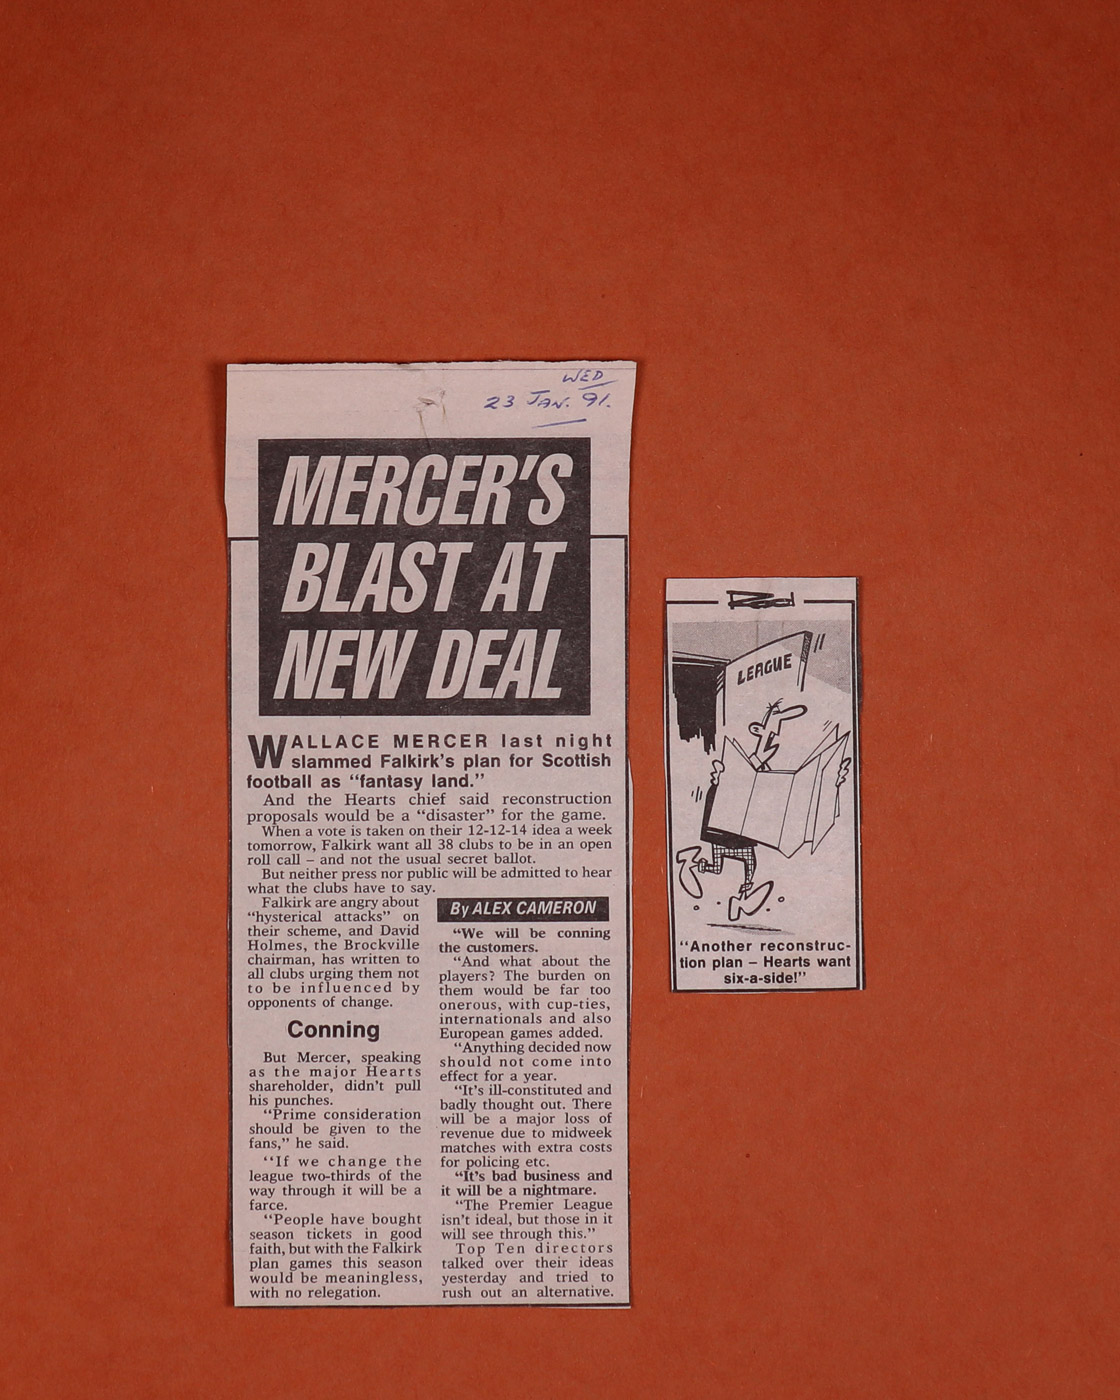 WED
23 JAN. 91.
MERCER'S
BLAST AT
NEW DEAL
WALLACE MERCER last night
slammed Falkirk's plan for Scottish
football as "fantasy land."
And the Hearts chief said reconstruction
proposals would be a "disaster" for the game.
When a vote is taken on their 12-12-14 idea a week
tomorrow, Falkirk want all 38 clubs to be in an open
roll call – and not the usual secret ballot.
But neither press nor public will be admitted to hear
what the clubs have to say.
Falkirk are angry about
"hysterical attacks" on
their scheme, and David
Holmes, the Brockville
chairman, has written to
all clubs urging them not
to be influenced by
opponents of change.
Conning
But Mercer, speaking
as the major Hearts
shareholder, didn't pull
his punches.
"Prime consideration
should be given to the
fans," he said.
"If we change the
league two-thirds of the
way through it will be a
farce.
"People have bought
season tickets in good
faith, but with the Falkirk
plan games this season
would be meaningless,
with no relegation.
By ALEX CAMERON
"We will be conning
the customers.
"And what about the
players? The burden on
them would be far too
onerous, with cup-ties,
internationals and also
European games added.
"Anything decided now
should not come into
effect for a year.
"It's ill-constituted and
badly thought out. There
will be a major loss of
revenue due to midweek
matches with extra costs
for policing etc.
"It's bad business and
it will be a nightmare.
"The Premier League
isn't ideal, but those in it
will see through this."
Top Ten directors
talked over their ideas
yesterday and tried to
rush out an alternative.
Rod
LEAGUE
"Another reconstruc-
tion plan – Hearts want
six-a-side!"